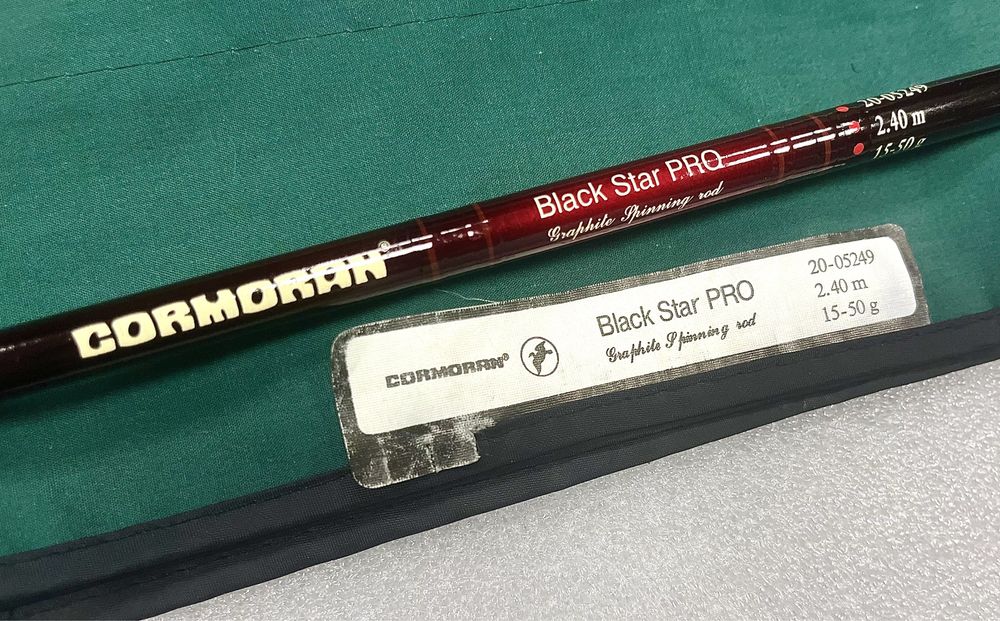 CORMORAN®
Black Star PRO
Graphite Spinning rod
20-05249
2.40 m
15-50 g
CORMORAN®
Black Star PRO
Graphite Spinning rod
20-05249
2.40 m
15-50 g